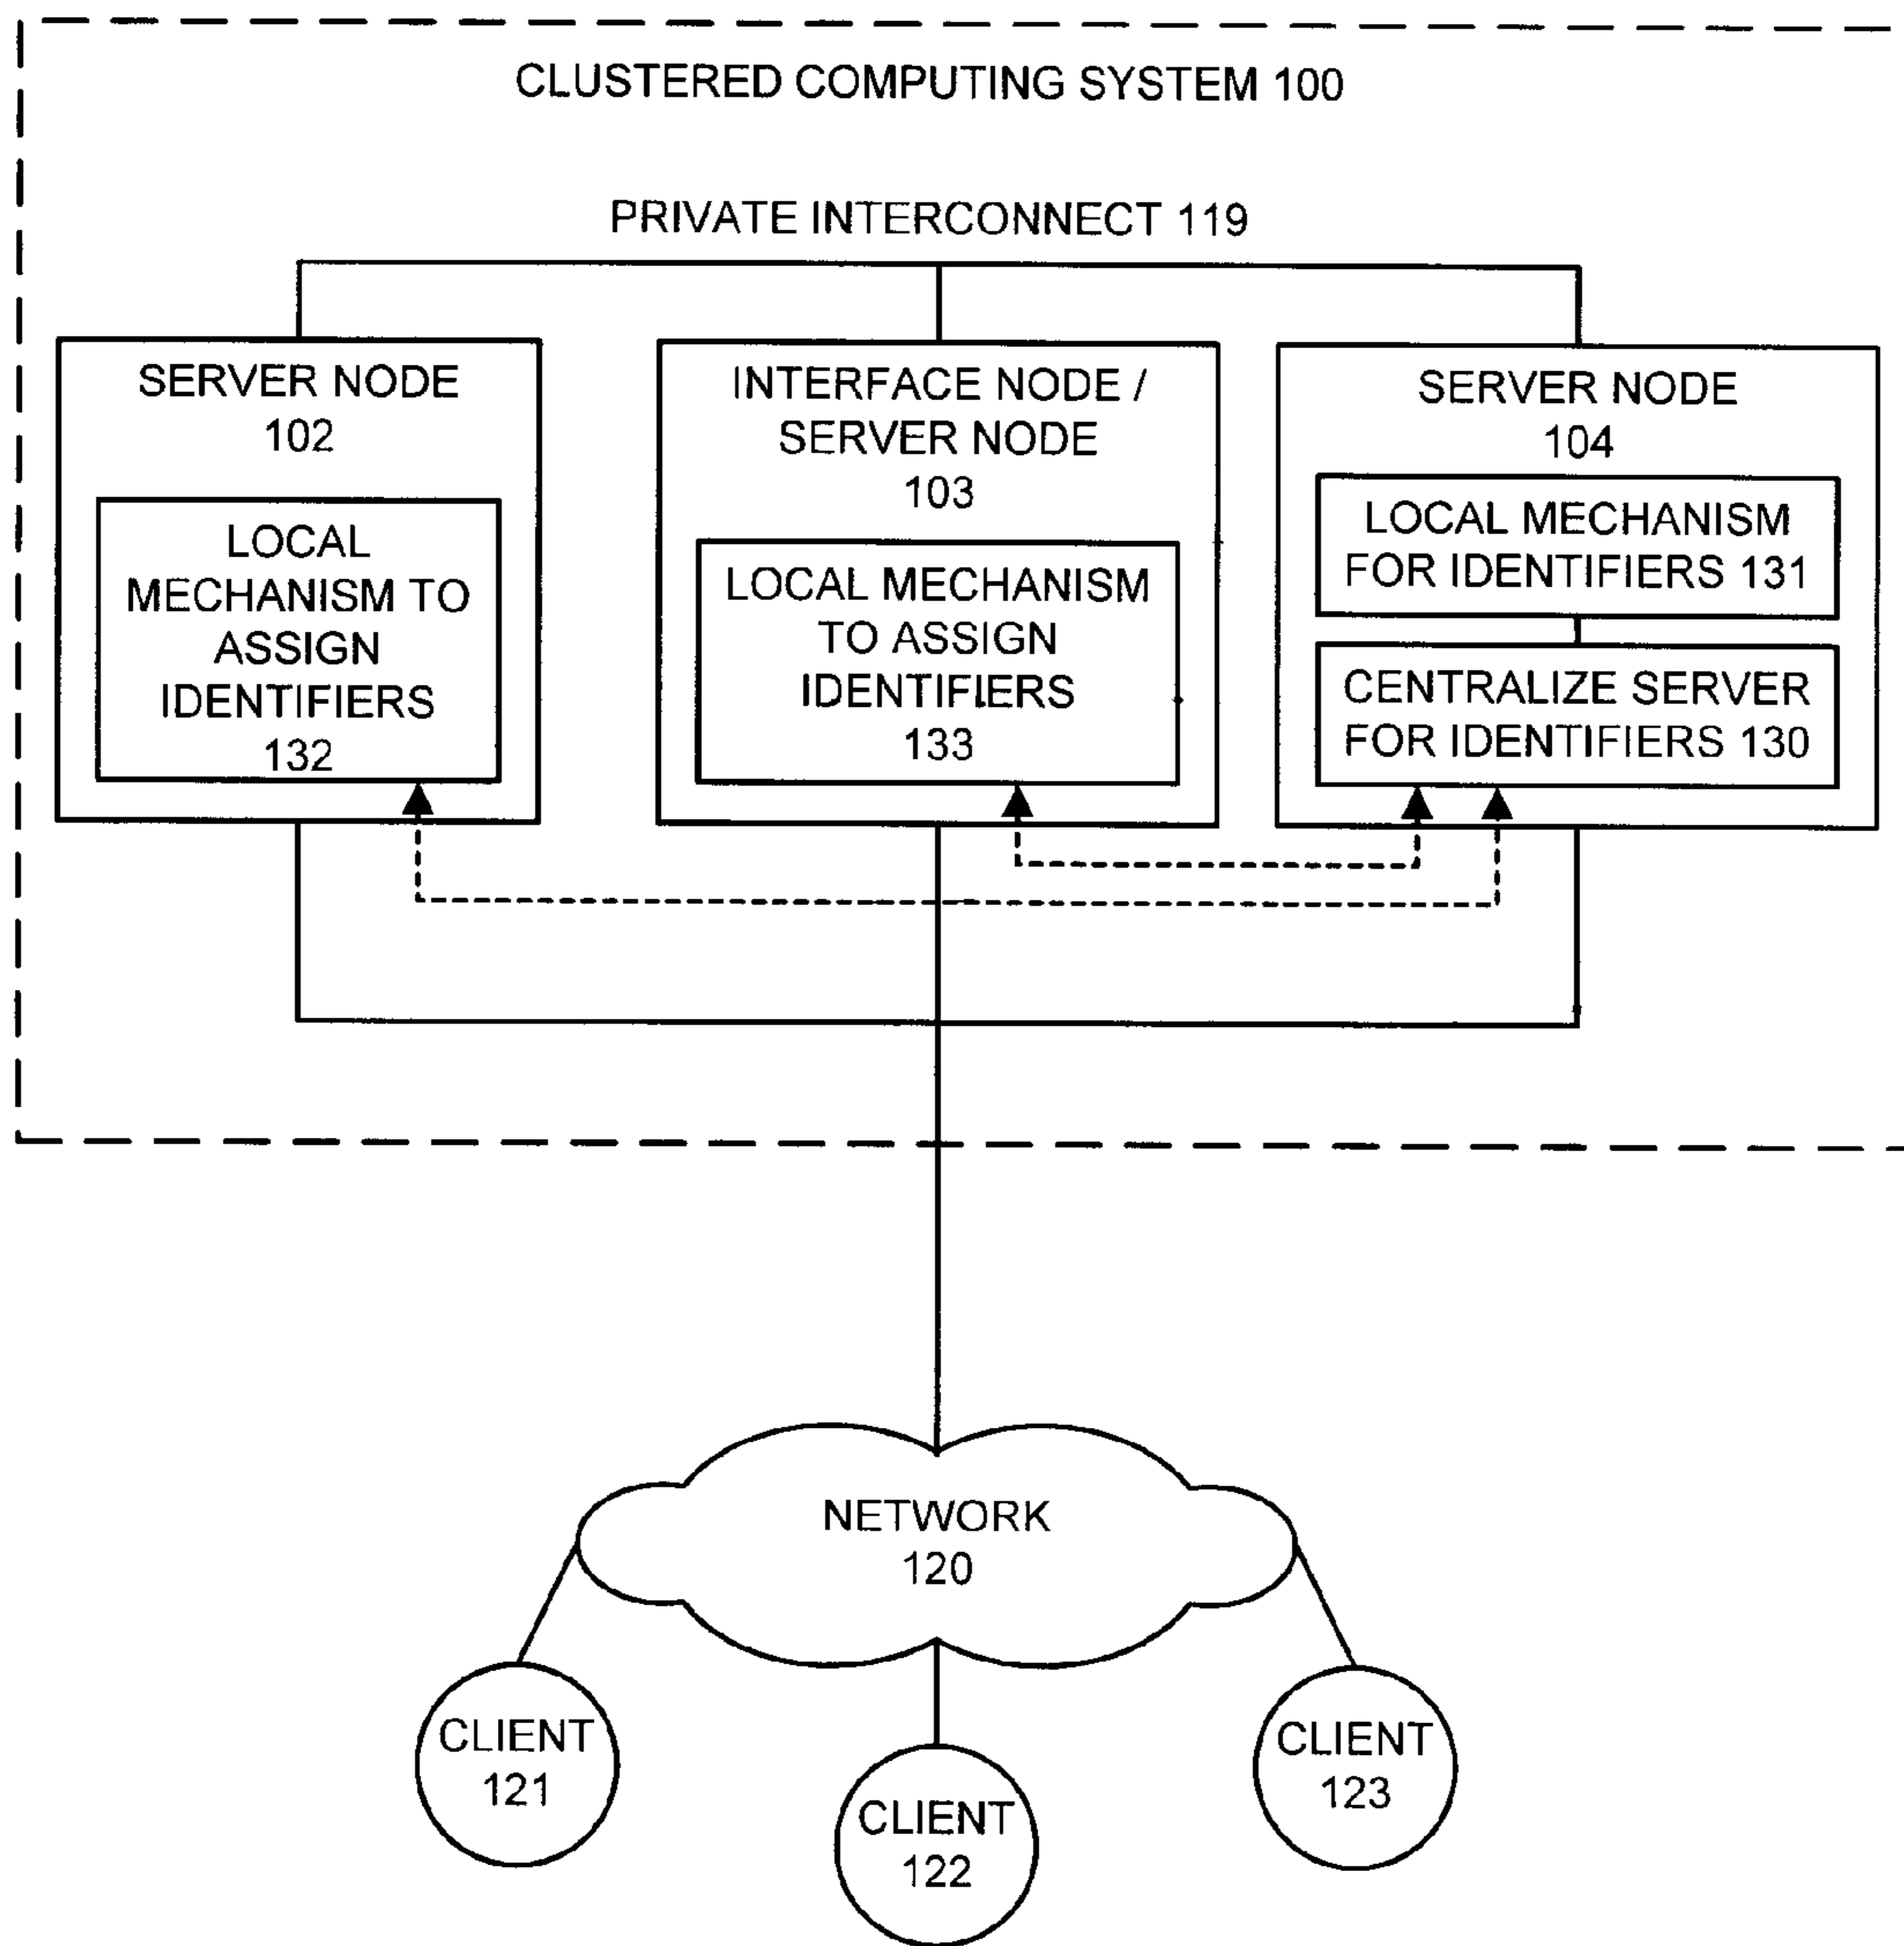 CLUSTERED COMPUTING SYSTEM 100
PRIVATE INTERCONNECT 119
SERVER NODE
102
LOCAL
MECHANISM TO
ASSIGN
IDENTIFIERS
132
INTERFACE NODE /
SERVER NODE
103
LOCAL MECHANISM
TO ASSIGN
IDENTIFIERS
133
SERVER NODE
104
LOCAL MECHANISM
FOR IDENTIFIERS 131
CENTRALIZE SERVER
FOR IDENTIFIERS 130
NETWORK
120
CLIENT
121
CLIENT
122
CLIENT
123